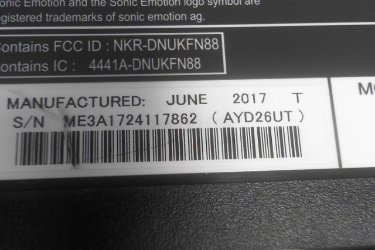 onic Emotion and the Sonic Emotion logo symbol are
registered trademarks of sonic emotion ag.
Contains FCC ID : NKR-DNUKFN88
Contains IC : 4441A-DNUKFN88
MANUFACTURED: JUNE 2017 T
S/N ME3A1724117862 (AYD26UT)